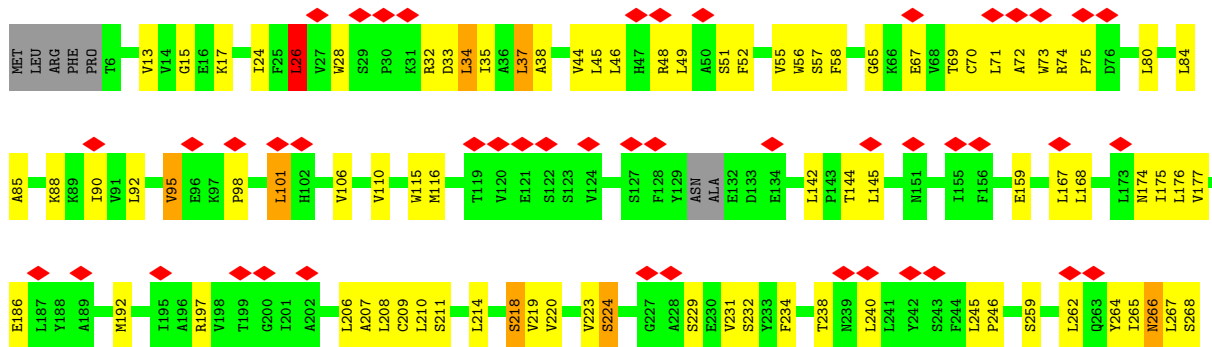 MET LEU ARG PHE PRO T6 V13 V14 G15 E16 K17 I24 F25 L26 V27 W28 S29 P30 K31 R32 D33 L34 I35 A36 L37 A38 V44 L45 L46 H47 R48 L49 A50 S51 F52 V55 W56 S57 F58 G65 K66 E67 V68 T69 C70 L71 A72 W73 R74 P75 D76 L80 L84
A85 K88 K89 I90 V91 L92 V95 E96 K97 P98 L101 H102 V106 V110 W115 M116 T119 V120 E121 S122 S123 V124 S127 F128 Y129 ASN ALA E132 D133 E134 L142 P143 T144 L145 N151 I155 F156 E159 L167 L168 L173 N174 I175 L176 V177
E186 L187 Y188 A189 M192 I195 A196 R197 V198 T199 G200 I201 A202 L206 A207 L208 C209 L210 S211 L214 S218 V219 V220 V223 S224 G227 A228 S229 E230 V231 S232 Y233 F234 T238 N239 L240 L241 Y242 S243 F244 L245 P246 S259 L262 Q263 Y264 I265 N266 L267 S268